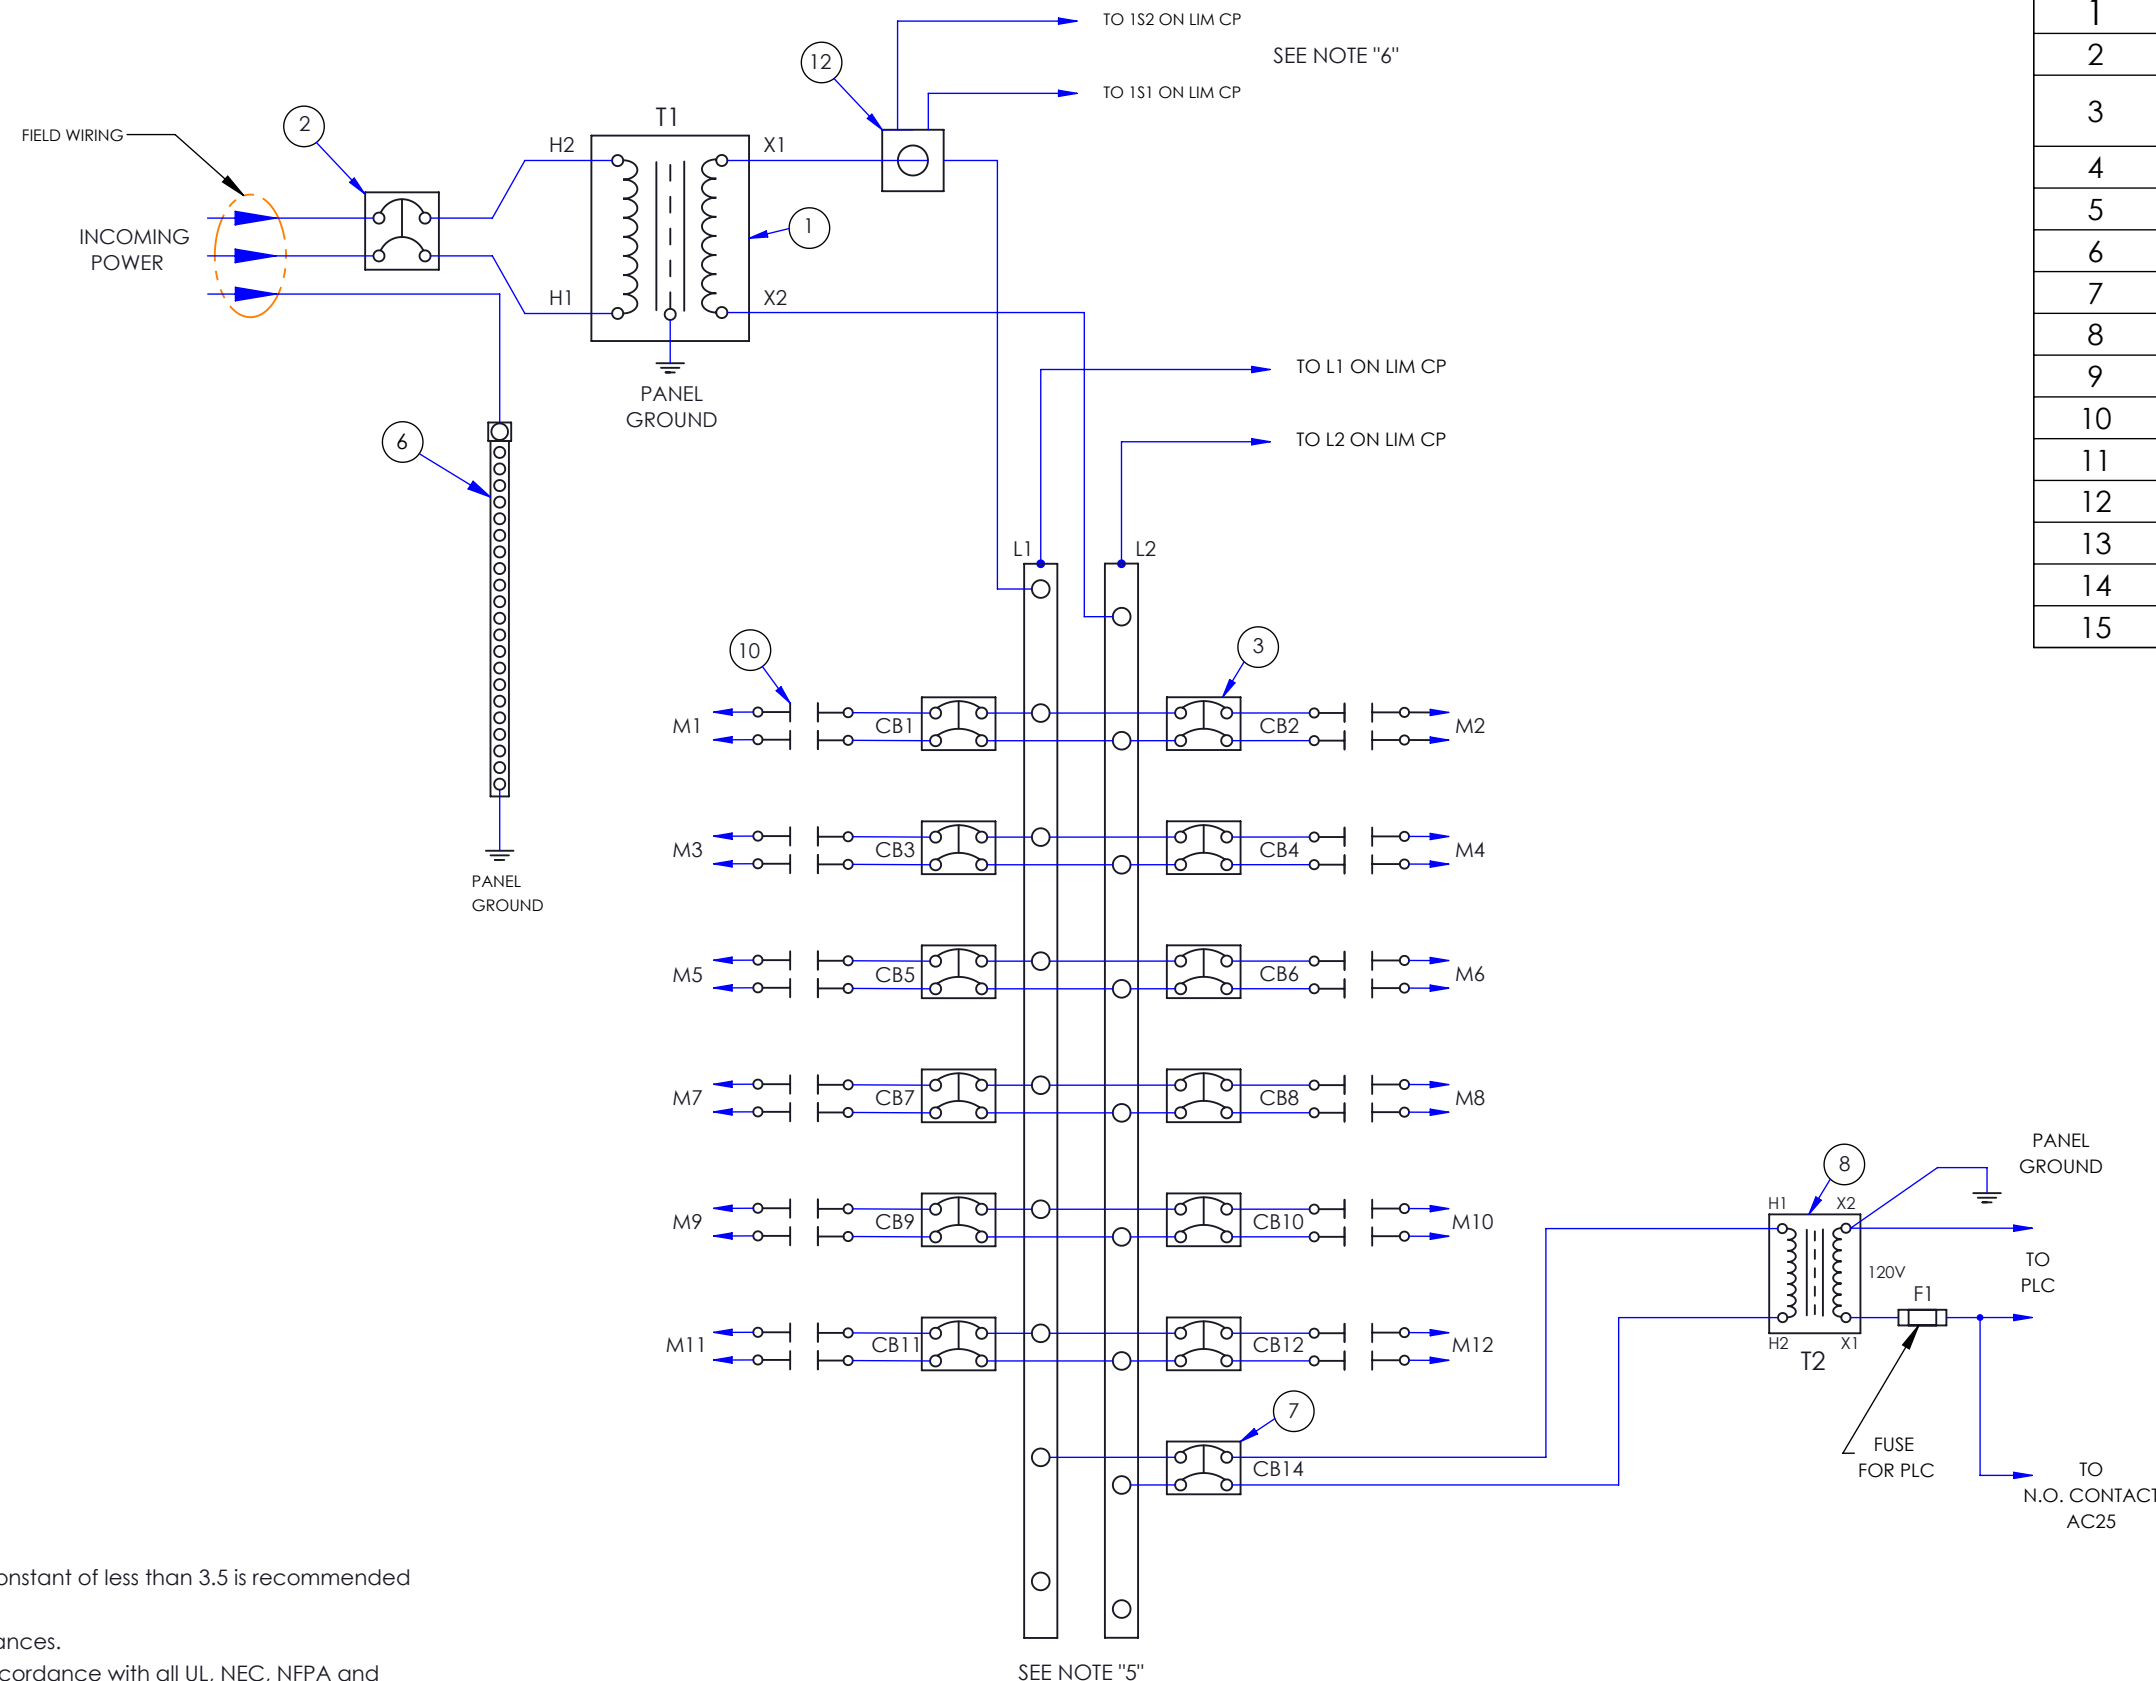 TO 1S2 ON LIM CP
SEE NOTE "6"
TO 1S1 ON LIM CP
12
FIELD WIRING
2
T1
H2
X1
INCOMING
POWER
1
H1
X2
PANEL
GROUND
TO L1 ON LIM CP
TO L2 ON LIM CP
6
PANEL
GROUND
L1
L2
10
3
M1
CB1
CB2
M2
M3
CB3
CB4
M4
M5
CB5
CB6
M6
M7
CB7
CB8
M8
M9
CB9
CB10
M10
M11
CB11
CB12
M12
7
CB14
8
PANEL
GROUND
H1
X2
120V
TO
PLC
F1
H2
X1
T2
FUSE
FOR PLC
TO
N.O. CONTACT
AC25
SEE NOTE "5"
onstant of less than 3.5 is recommended
ances.
cordance with all UL, NEC, NFPA and
1
2
3
4
5
6
7
8
9
10
11
12
13
14
15